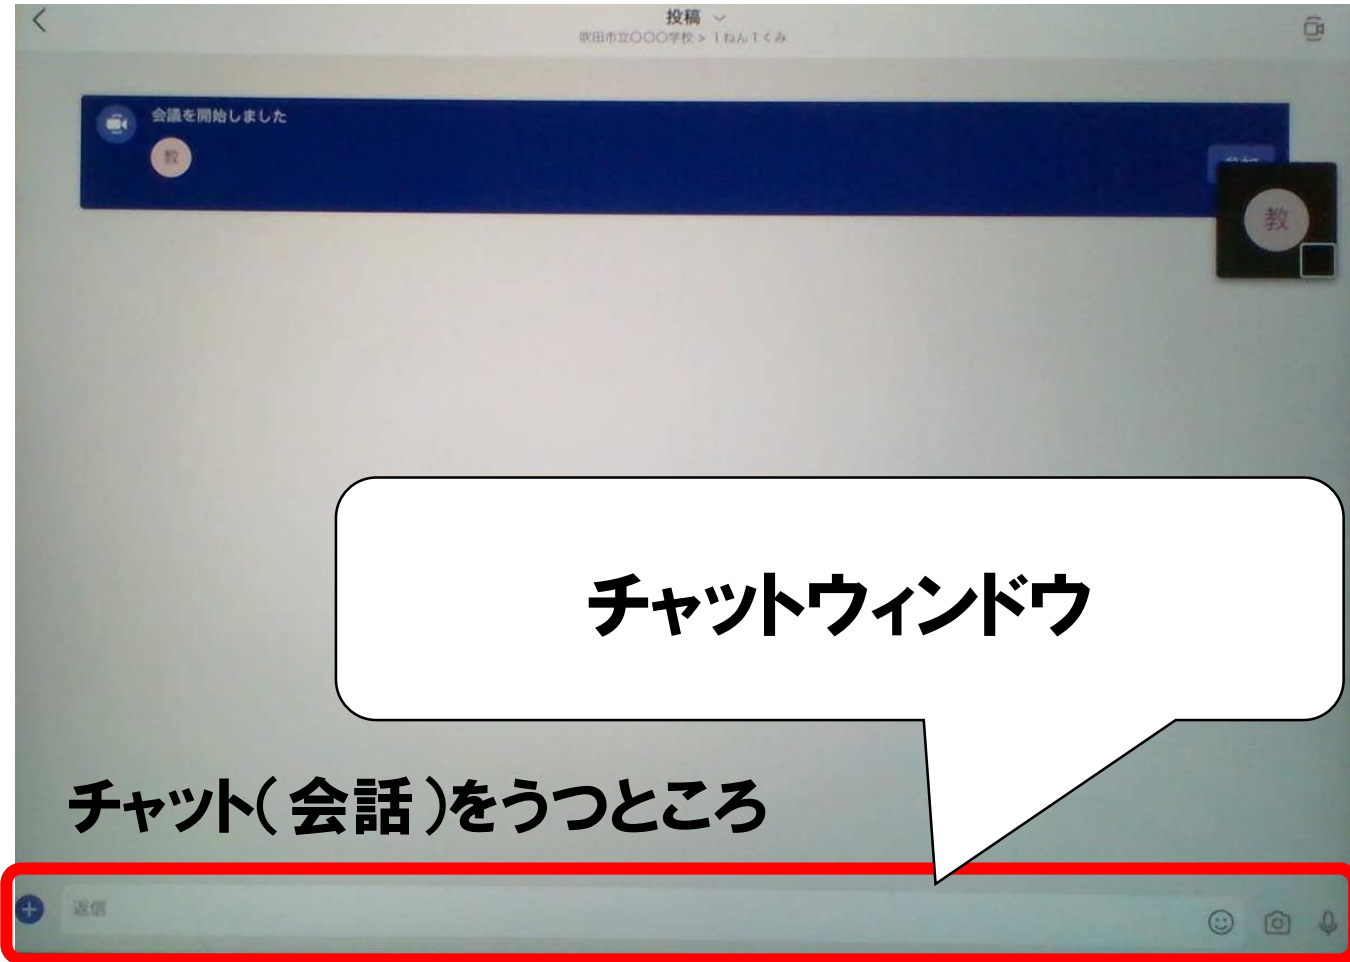 投稿
吹田市立〇〇〇学校 > 1ねん1くみ
会議を開始しました
教
教
チャットウィンドウ
チャット(会話)をうつところ
返信